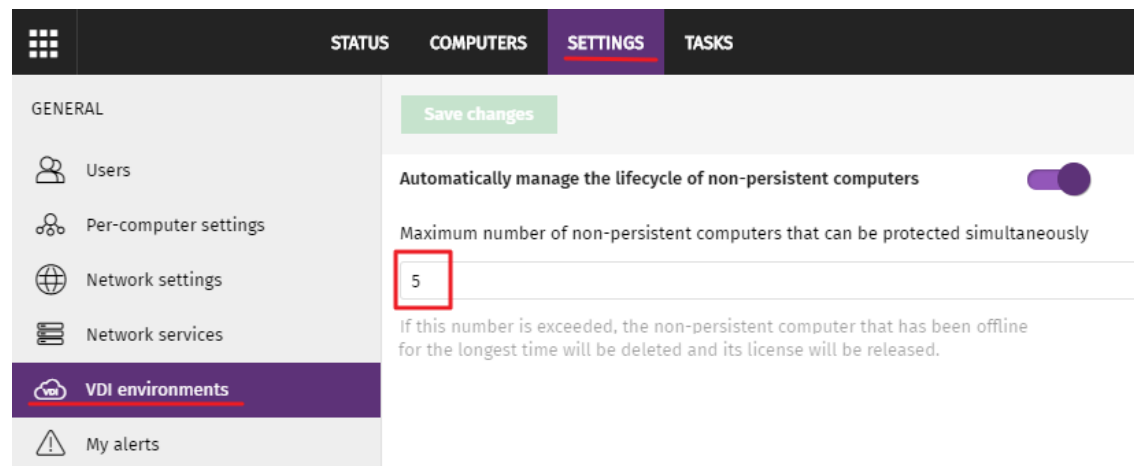 STATUS COMPUTERS SETTINGS TASKS
GENERAL
Users
Per-computer settings
Network settings
Network services
VDI
VDI environments
My alerts
Save changes
Automatically manage the lifecycle of non-persistent computers
Maximum number of non-persistent computers that can be protected simultaneously
5
If this number is exceeded, the non-persistent computer that has been offline
for the longest time will be deleted and its license will be released.